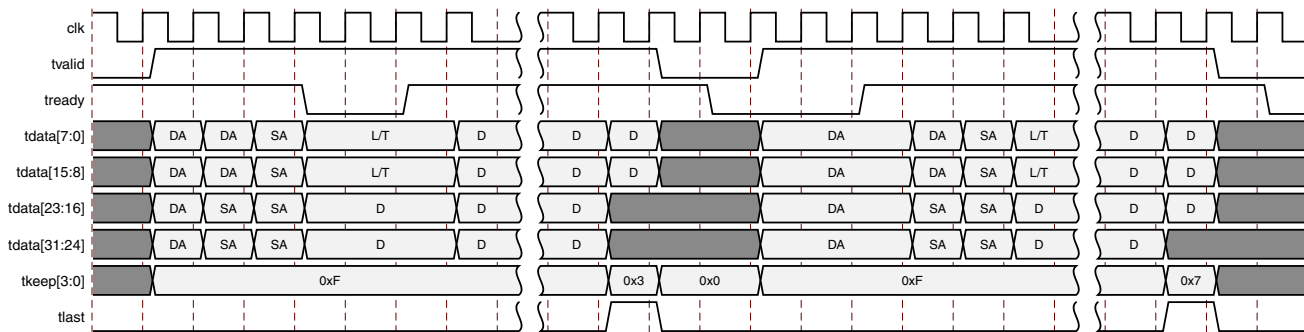 clk
tvalid
tready
tdata[7:0] DA DA SA L/T D D D DA DA SA L/T D D
tdata[15:8] DA DA SA L/T D D D DA DA SA L/T D D
tdata[23:16] DA SA SA D D D DA SA SA D D D
tdata[31:24] DA SA SA D D D DA SA SA D D
tkeep[3:0] 0xF 0x3 0x0 0xF 0x7
tlast